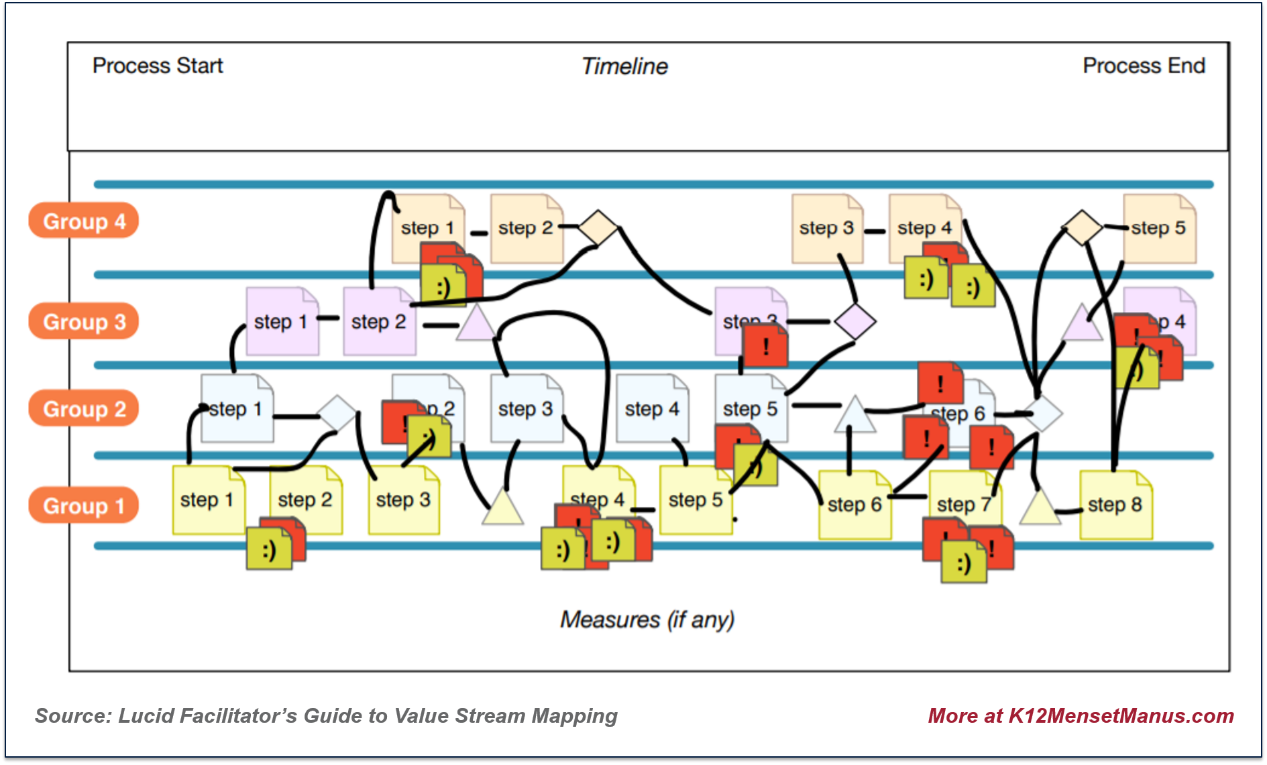 Process Start Timeline Process End
Group 4 step 1 step 2 step 3 step 4 step 5
:) ! :) :)
Group 3 step 1 step 2 step 3 p 4
! ! ! :)
Group 2 step 1 p 2 step 3 step 4 step 5 step 6
! :) ! :) ! ! !
Group 1 step 1 step 2 step 3 step 4 step 5 step 6 step 7 step 8
:) ! :) ! :) ! ! :)
Measures (if any)
Source: Lucid Facilitator's Guide to Value Stream Mapping
More at K12MensetManus.com